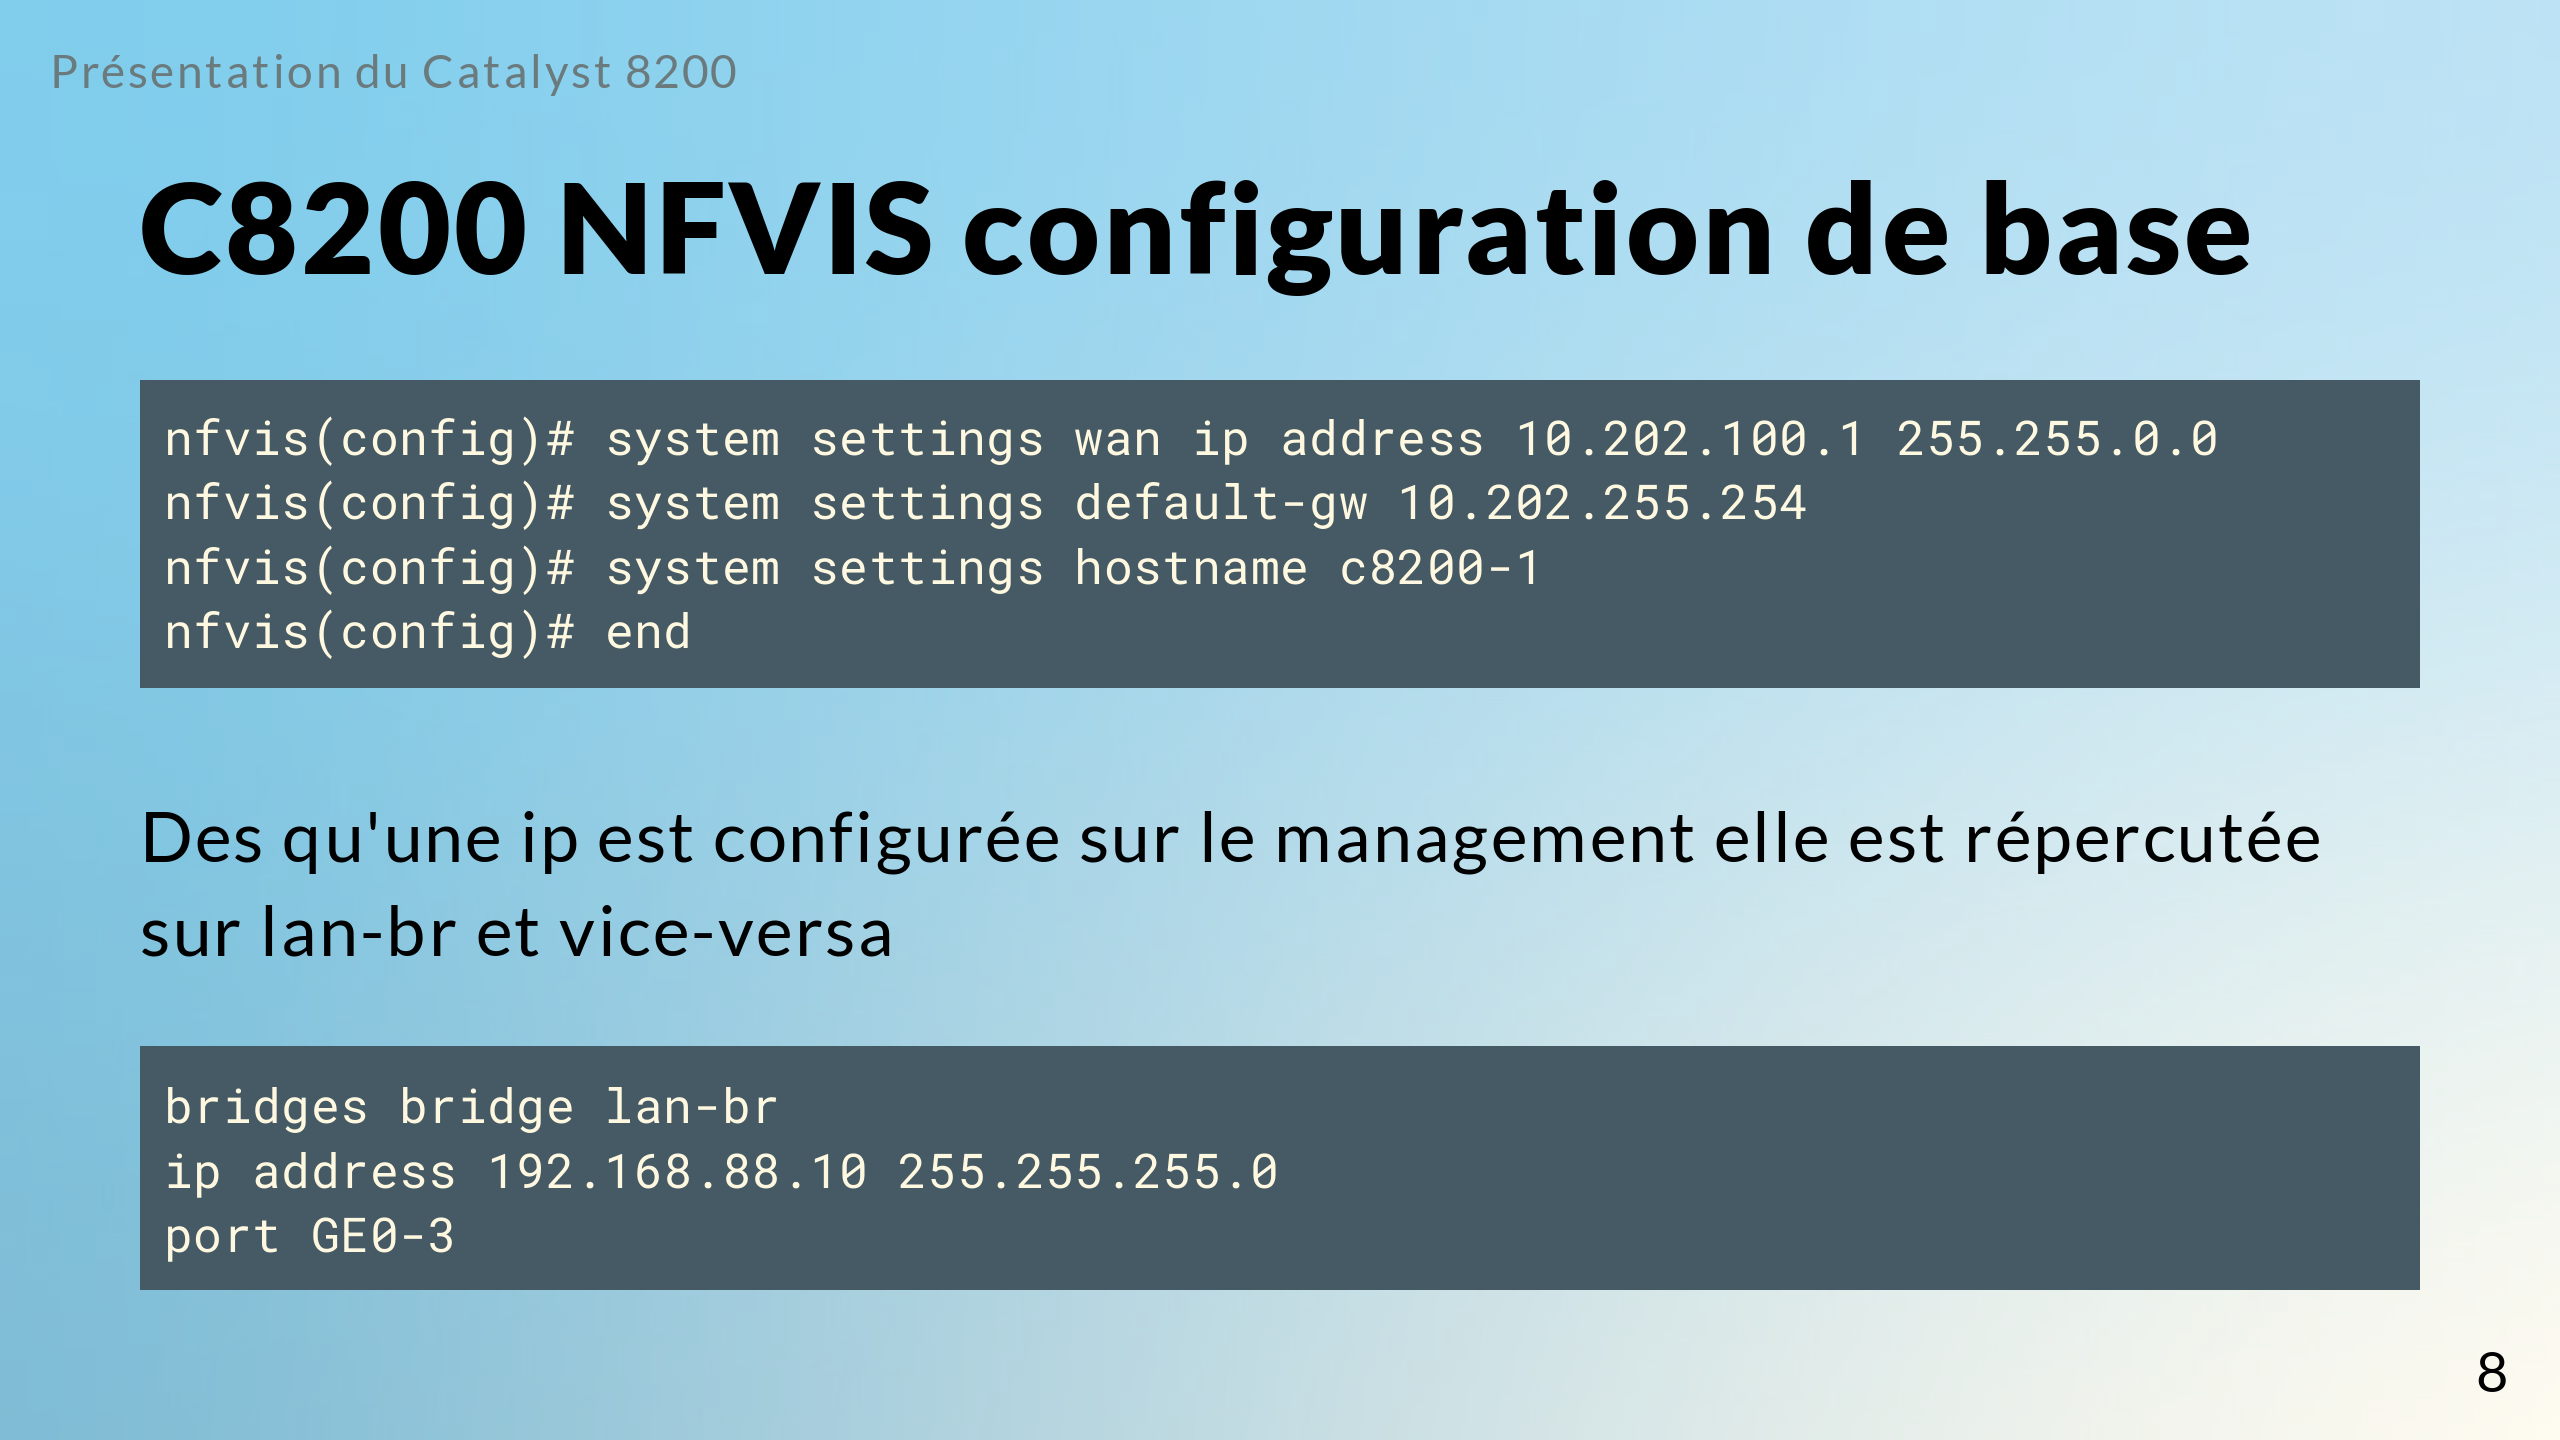 Présentation du Catalyst 8200
C8200 NFVIS configuration de base
nfvis(config)# system settings wan ip address 10.202.100.1 255.255.0.0
nfvis(config)# system settings default-gw 10.202.255.254
nfvis(config)# system settings hostname c8200-1
nfvis(config)# end
Des qu'une ip est configurée sur le management elle est répercutée
sur lan-br et vice-versa
bridges bridge lan-br
ip address 192.168.88.10 255.255.255.0
port GE0-3
8